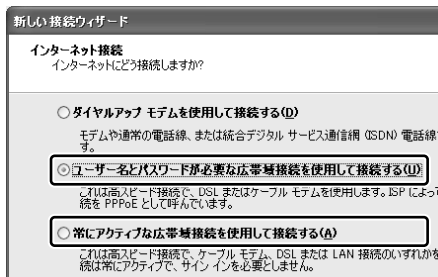 新しい接続ウィザード
インターネット接続
インターネットにどう接続しますか?
ダイヤルアップ モデムを使用して接続する(D)
モデムや通常の電話線、または統合デジタル サービス通信網 (ISDN) 電話線
す。
ユーザー名とパスワードが必要な広帯域接続を使用して接続する(U)
これは高スピード接続で、DSL またはケーブル モデムを使用します。ISP によって
続を PPPoE として呼んでいます。
常にアクティブな広帯域接続を使用して接続する(A)
これは高スピード接続で、ケーブル モデム、DSL または LAN 接続のいずれかを
続は常にアクティブで、サイン インを必要としません。